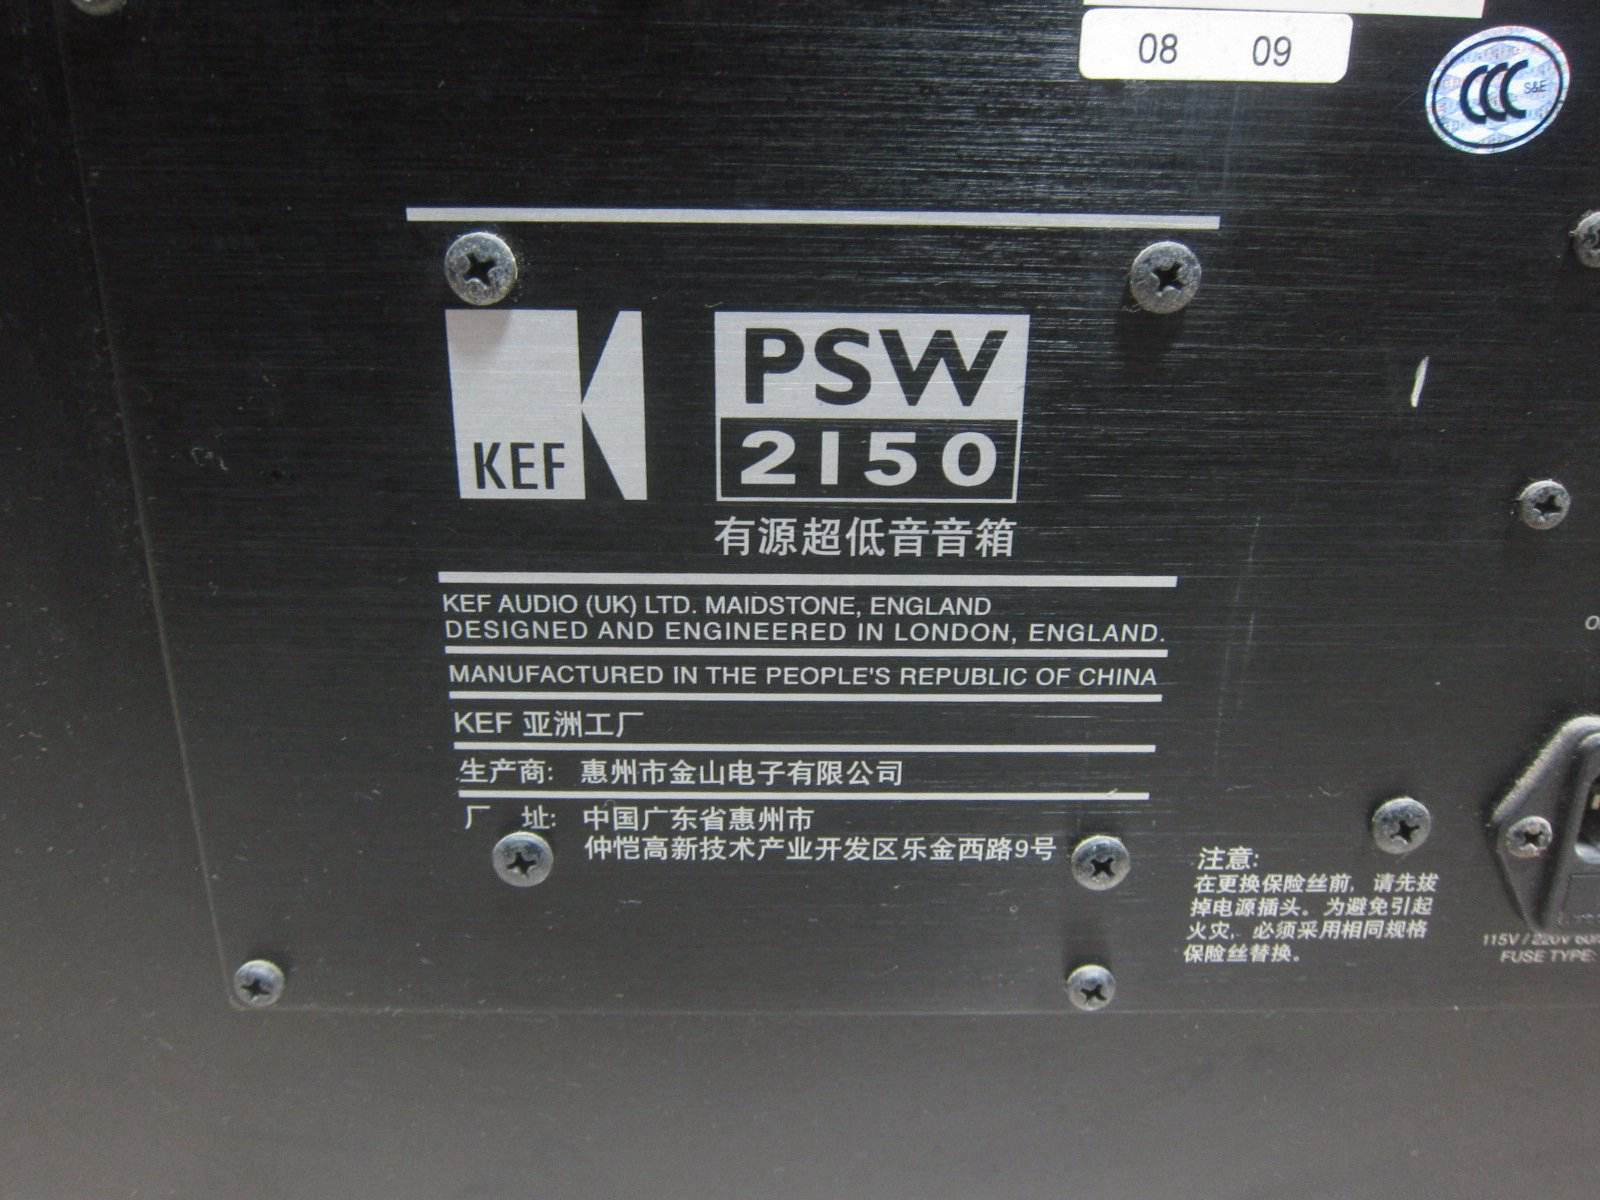 08 09
CCC S&E
KEF
PSW
2150
有源超低音音箱
KEF AUDIO (UK) LTD. MAIDSTONE, ENGLAND
DESIGNED AND ENGINEERED IN LONDON, ENGLAND.
MANUFACTURED IN THE PEOPLE'S REPUBLIC OF CHINA
KEF 亚洲工厂
生产商: 惠州市金山电子有限公司
厂 址: 中国广东省惠州市
仲恺高新技术产业开发区乐金西路9号
注意:
在更换保险丝前, 请先拔
掉电源插头。为避免引起
火灾, 必须采用相同规格
保险丝替换。
115V / 220V
FUSE TYPE: